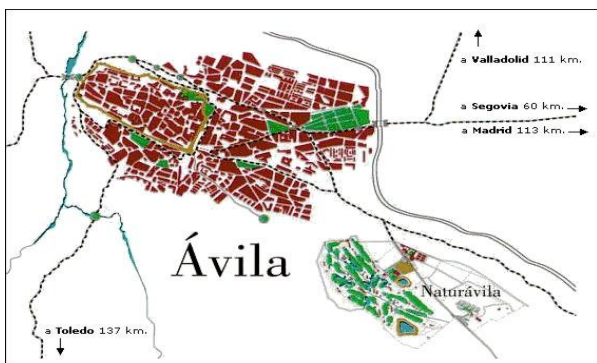 a Valladolid 111 km.
a Segovia 60 km.
a Madrid 113 km.
Ávila
Naturávila
a Toledo 137 km.